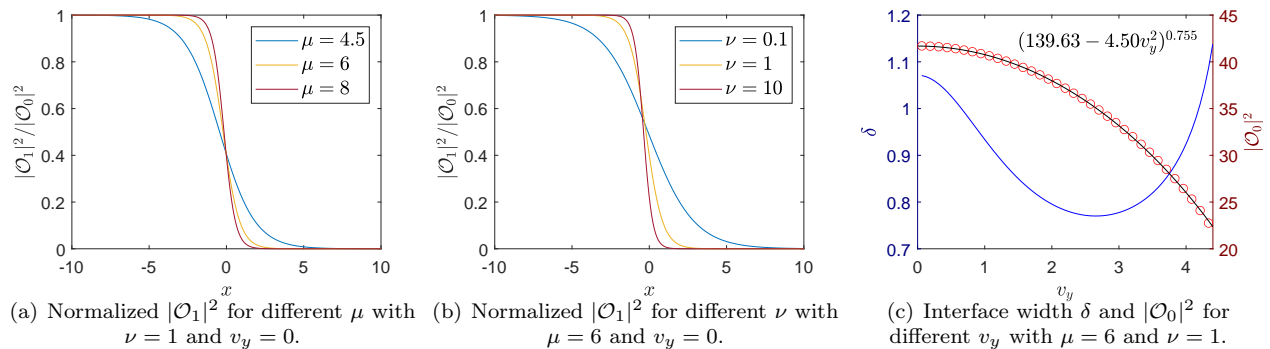 |𝒪₁|²/|𝒪₀|²
1
0.8
0.6
0.4
0.2
0
-10 -5 0 5 10
x
μ = 4.5
μ = 6
μ = 8
(a) Normalized |𝒪₁|² for different μ with
ν = 1 and v_y = 0.
|𝒪₁|²/|𝒪₀|²
1
0.8
0.6
0.4
0.2
0
-10 -5 0 5 10
x
ν = 0.1
ν = 1
ν = 10
(b) Normalized |𝒪₁|² for different ν with
μ = 6 and v_y = 0.
δ
1.2
1.1
1
0.9
0.8
0.7
0 1 2 3 4
v_y
(139.63 − 4.50v_y²)^0.755
45
40
35
30
25
20
|𝒪₀|²
(c) Interface width δ and |𝒪₀|² for
different v_y with μ = 6 and ν = 1.